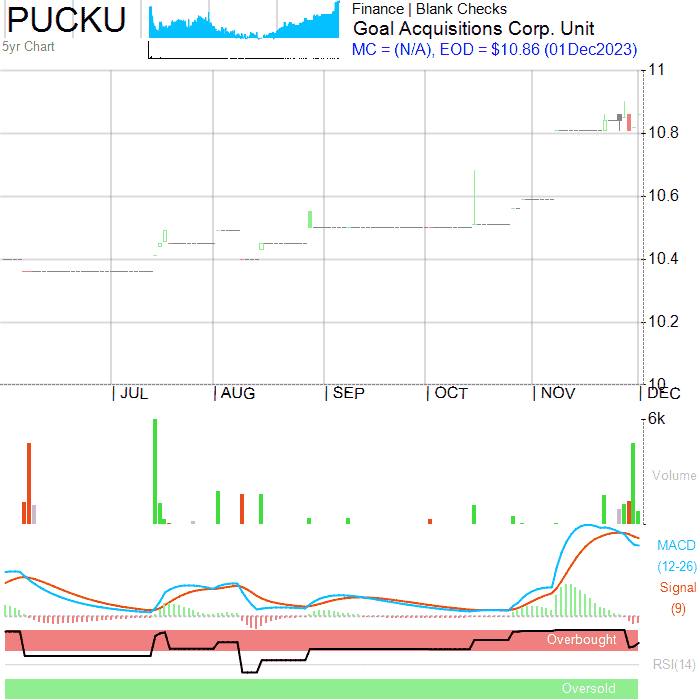 PUCKU
5yr Chart
Finance | Blank Checks
Goal Acquisitions Corp. Unit
MC = (N/A), EOD = $10.86 (01Dec2023)
11
10.8
10.6
10.4
10.2
10
JUL AUG SEP OCT NOV DEC
6k
Volume
MACD
(12-26)
Signal
(9)
Overbought
RSI(14)
Oversold